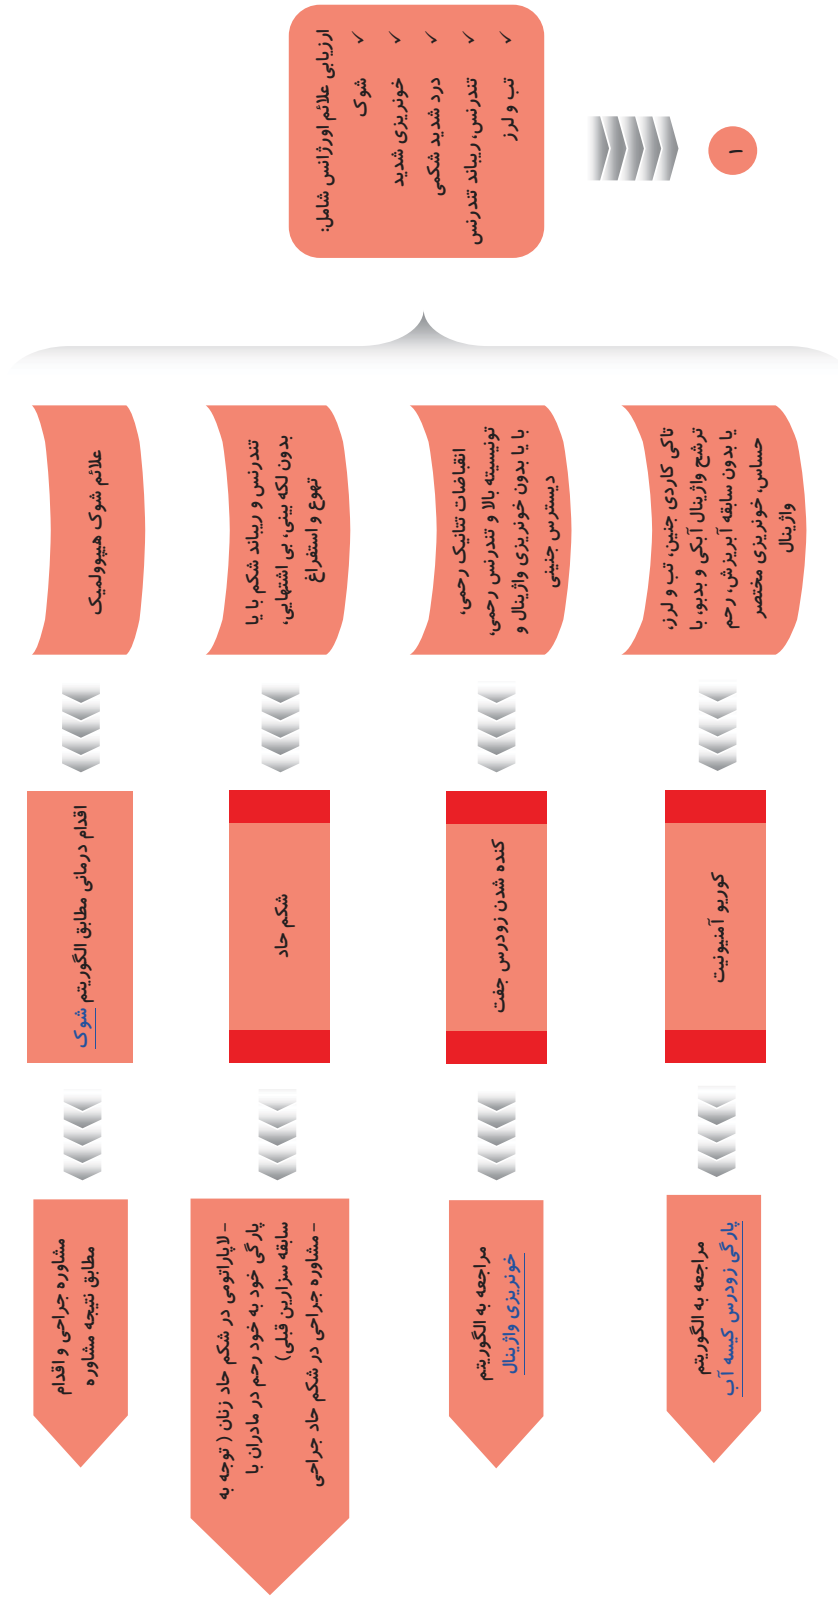 ۱
ارزیابی علائم اورژانس شامل:
✓ شوک
✓ خونریزی شدید
✓ درد شدید شکمی
✓ تندرنس، ریباند تندرنس
✓ تب و لرز
علائم شوک هیپوولمیک
اقدام درمانی مطابق الگوریتم شوک
مشاوره جراحی و اقدام
مطابق نتیجه مشاوره
تندرنس و ریباند شکم با یا
بدون لکه بینی، بی اشتهایی،
تهوع و استفراغ
شکم حاد
- لاپاراتومی در شکم حاد زنان ( توجه به
پارگی خود به خود رحم در مادران با
سابقه سزارین قبلی)
- مشاوره جراحی در شکم حاد جراحی
انقباضات تتانیک رحمی،
تونیسیته بالا و تندرنس رحمی،
با یا بدون خونریزی واژینال و
دیسترس جنینی
کنده شدن زودرس جفت
مراجعه به الگوریتم
خونریزی واژینال
تاکی کاردی جنین، تب و لرز،
ترشح واژینال آبکی و بدبو، با
یا بدون سابقه آبریزش، رحم
حساس، خونریزی مختصر
واژینال
کوریو آمنیونیت
مراجعه به الگوریتم
پارگی زودرس کیسه آب